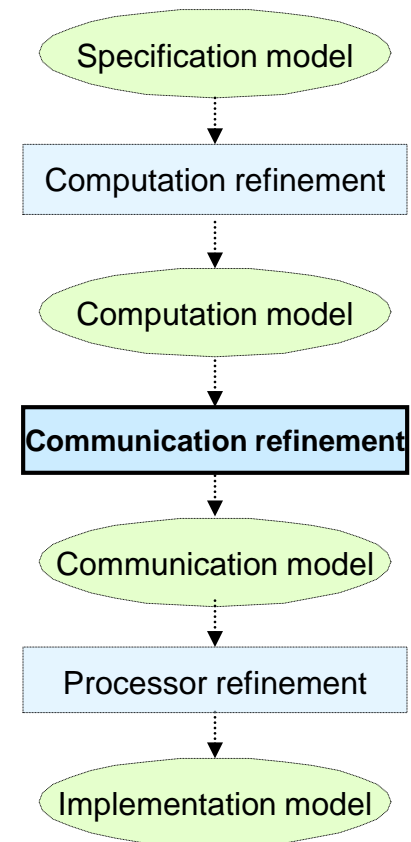 Specification model
Computation refinement
Computation model
Communication refinement
Communication model
Processor refinement
Implementation model